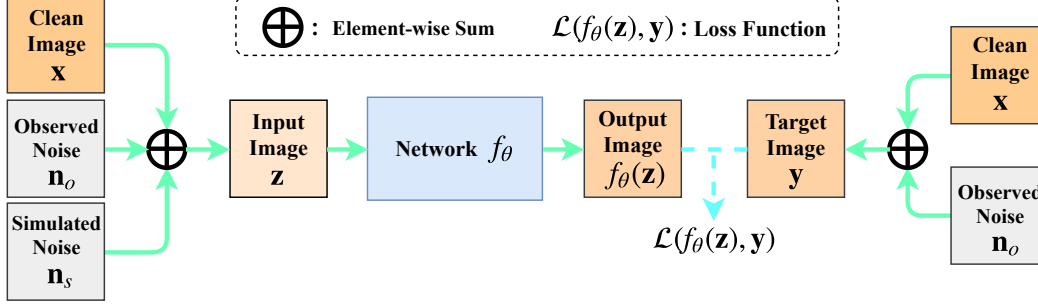 Clean
Image
x
Observed
Noise
n_o
Simulated
Noise
n_s
⊕: Element-wise Sum
ℒ(f_θ(z), y) : Loss Function
Input
Image
z
Network f_θ
Output
Image
f_θ(z)
ℒ(f_θ(z), y)
Target
Image
y
Clean
Image
x
Observed
Noise
n_o